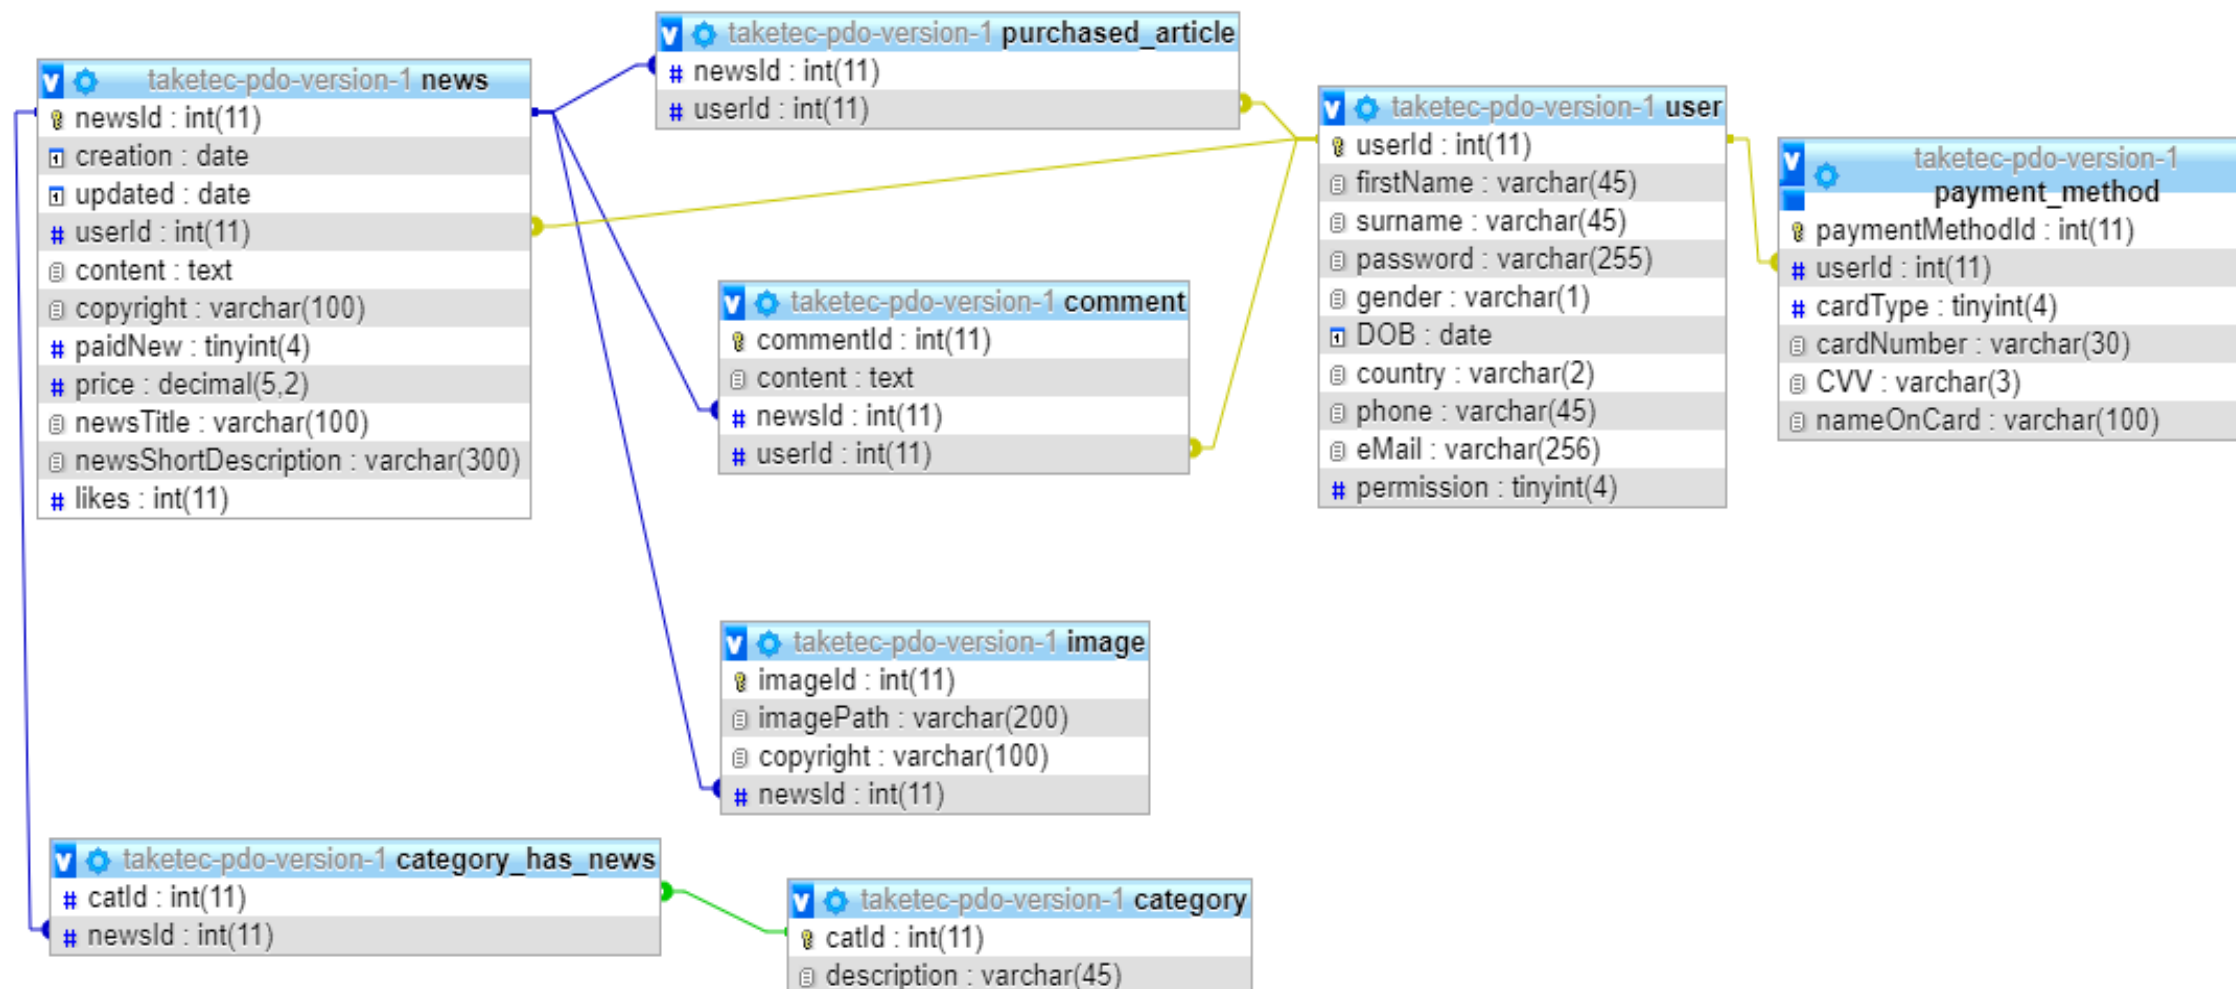 taketec-pdo-version-1 news
newsId : int(11)
creation : date
updated : date
userId : int(11)
content : text
copyright : varchar(100)
paidNew : tinyint(4)
price : decimal(5,2)
newsTitle : varchar(100)
newsShortDescription : varchar(300)
likes : int(11)
taketec-pdo-version-1 purchased_article
newsId : int(11)
userId : int(11)
taketec-pdo-version-1 comment
commentId : int(11)
content : text
newsId : int(11)
userId : int(11)
taketec-pdo-version-1 user
userId : int(11)
firstName : varchar(45)
surname : varchar(45)
password : varchar(255)
gender : varchar(1)
DOB : date
country : varchar(2)
phone : varchar(45)
eMail : varchar(256)
permission : tinyint(4)
taketec-pdo-version-1
payment_method
paymentMethodId : int(11)
userId : int(11)
cardType : tinyint(4)
cardNumber : varchar(30)
CVV : varchar(3)
nameOnCard : varchar(100)
taketec-pdo-version-1 image
imageId : int(11)
imagePath : varchar(200)
copyright : varchar(100)
newsId : int(11)
taketec-pdo-version-1 category_has_news
catId : int(11)
newsId : int(11)
taketec-pdo-version-1 category
catId : int(11)
description : varchar(45)